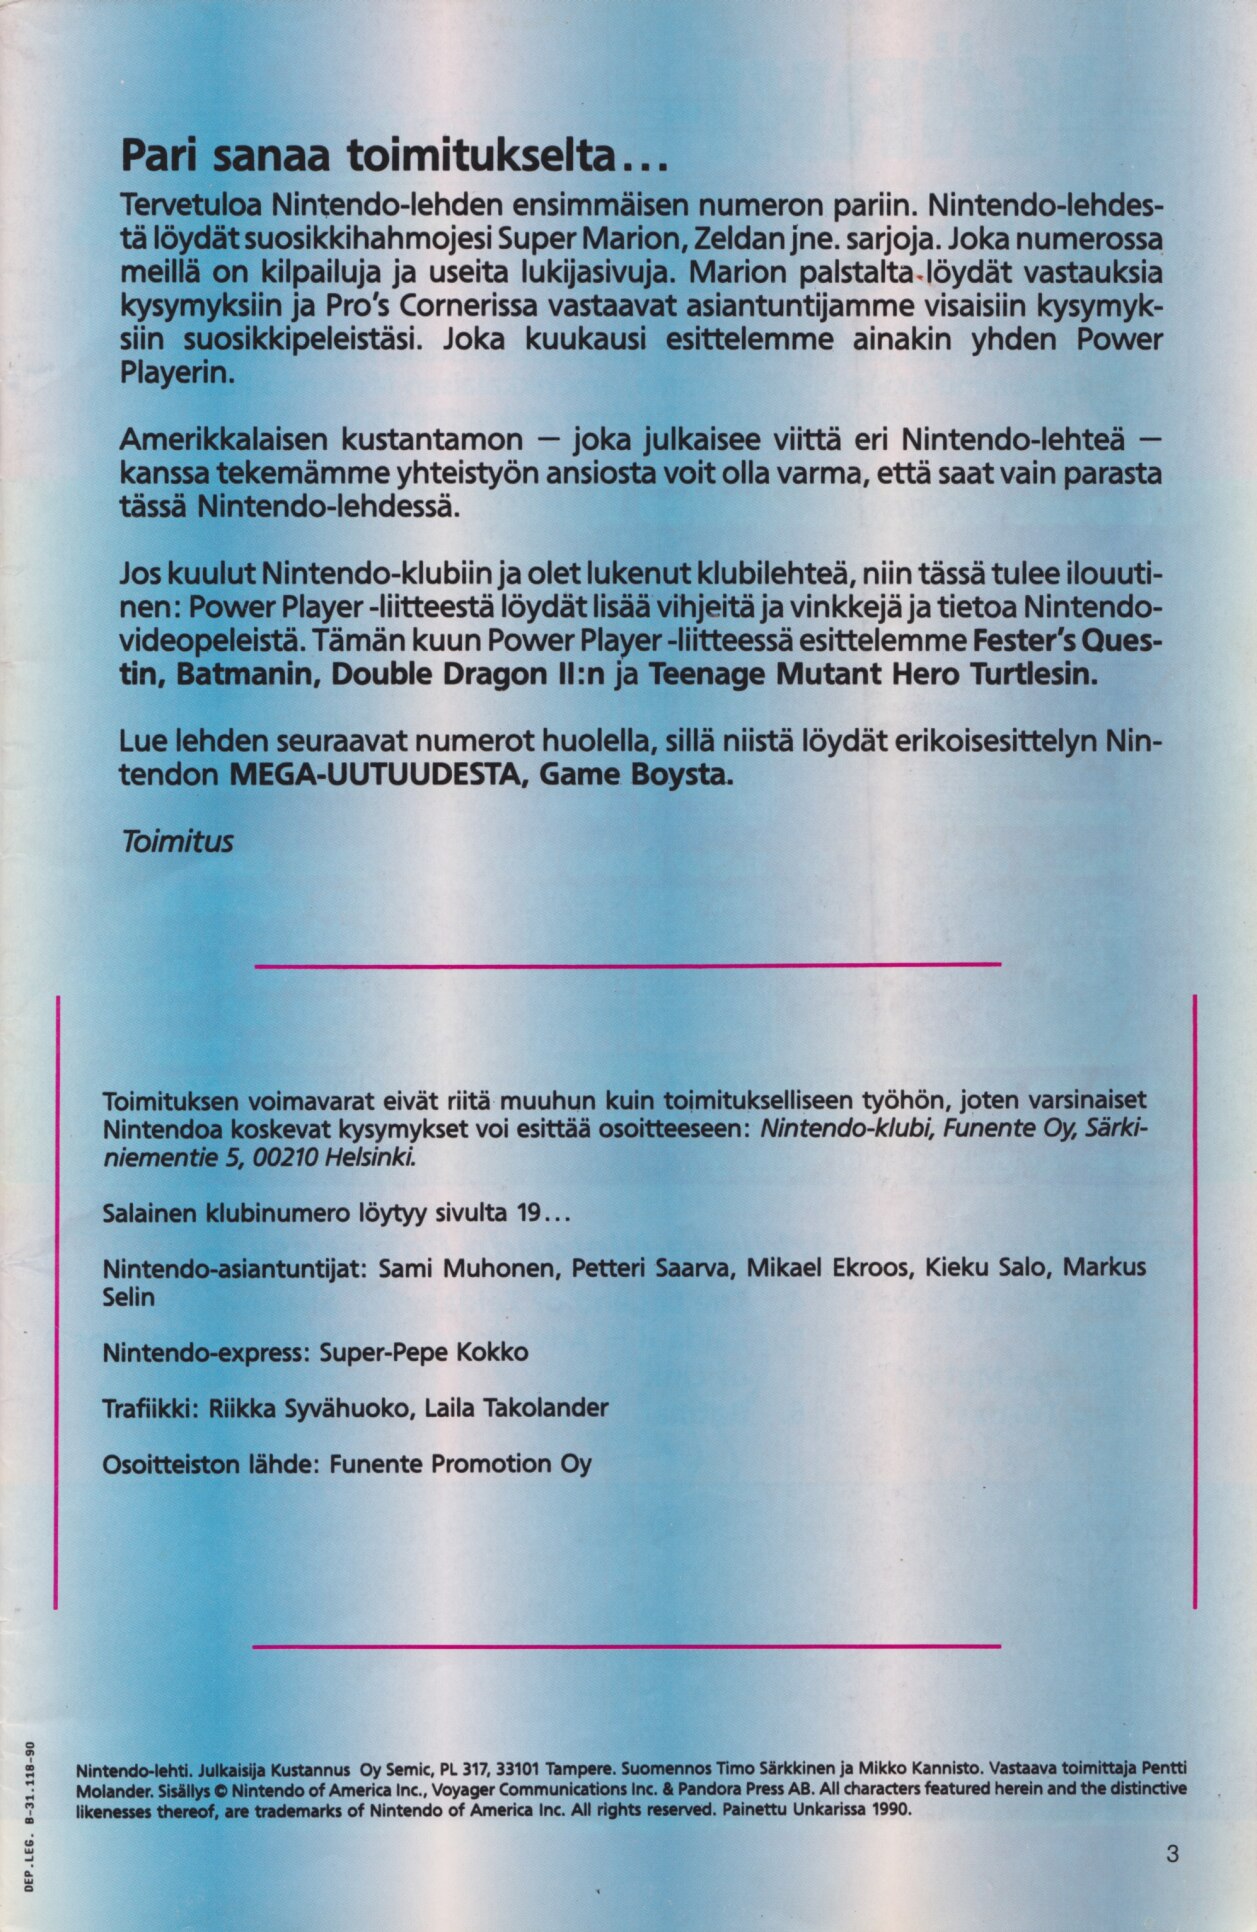 Pari sanaa toimitukselta...
Tervetuloa Nintendo-lehden ensimmäisen numeron pariin. Nintendo-lehdes-
tä löydät suosikkihahmojesi Super Marion, Zeldan jne. sarjoja. Joka numerossa
meillä on kilpailuja ja useita lukijasivuja. Marion palstalta löydät vastauksia
kysymyksiin ja Pro's Cornerissa vastaavat asiantuntijamme visaisiin kysymyk-
siin suosikkipeleistäsi. Joka kuukausi esittelemme ainakin yhden Power
Playerin.
Amerikkalaisen kustantamon — joka julkaisee viittä eri Nintendo-lehteä —
kanssa tekemämme yhteistyön ansiosta voit olla varma, että saat vain parasta
tässä Nintendo-lehdessä.
Jos kuulut Nintendo-klubiin ja olet lukenut klubilehteä, niin tässä tulee ilouuti-
nen: Power Player -liitteestä löydät lisää vihjeitä ja vinkkejä ja tietoa Nintendo-
videopeleistä. Tämän kuun Power Player -liitteessä esittelemme Fester's Ques-
tin, Batmanin, Double Dragon II:n ja Teenage Mutant Hero Turtlesin.
Lue lehden seuraavat numerot huolella, sillä niistä löydät erikoisesittelyn Nin-
tendon MEGA-UUTUUDESTA, Game Boysta.
Toimitus
Toimituksen voimavarat eivät riitä muuhun kuin toimitukselliseen työhön, joten varsinaiset
Nintendoa koskevat kysymykset voi esittää osoitteeseen: Nintendo-klubi, Funente Oy, Särki-
niementie 5, 00210 Helsinki.
Salainen klubinumero löytyy sivulta 19...
Nintendo-asiantuntijat: Sami Muhonen, Petteri Saarva, Mikael Ekroos, Kieku Salo, Markus
Selin
Nintendo-express: Super-Pepe Kokko
Trafiikki: Riikka Syvähuoko, Laila Takolander
Osoitteiston lähde: Funente Promotion Oy
Nintendo-lehti. Julkaisija Kustannus Oy Semic, PL 317, 33101 Tampere. Suomennos Timo Särkkinen ja Mikko Kannisto. Vastaava toimittaja Pentti
Molander. Sisällys © Nintendo of America Inc., Voyager Communications Inc. & Pandora Press AB. All characters featured herein and the distinctive
likenesses thereof, are trademarks of Nintendo of America Inc. All rights reserved. Painettu Unkarissa 1990.
DEP.LEG. B-31.118-90
3